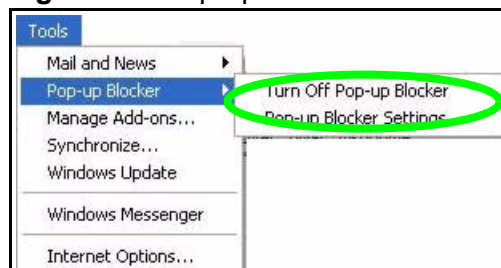 Tools
Mail and News
Pop-up Blocker
Turn Off Pop-up Blocker
Pop-up Blocker Settings
Manage Add-ons...
Synchronize...
Windows Update
Windows Messenger
Internet Options...